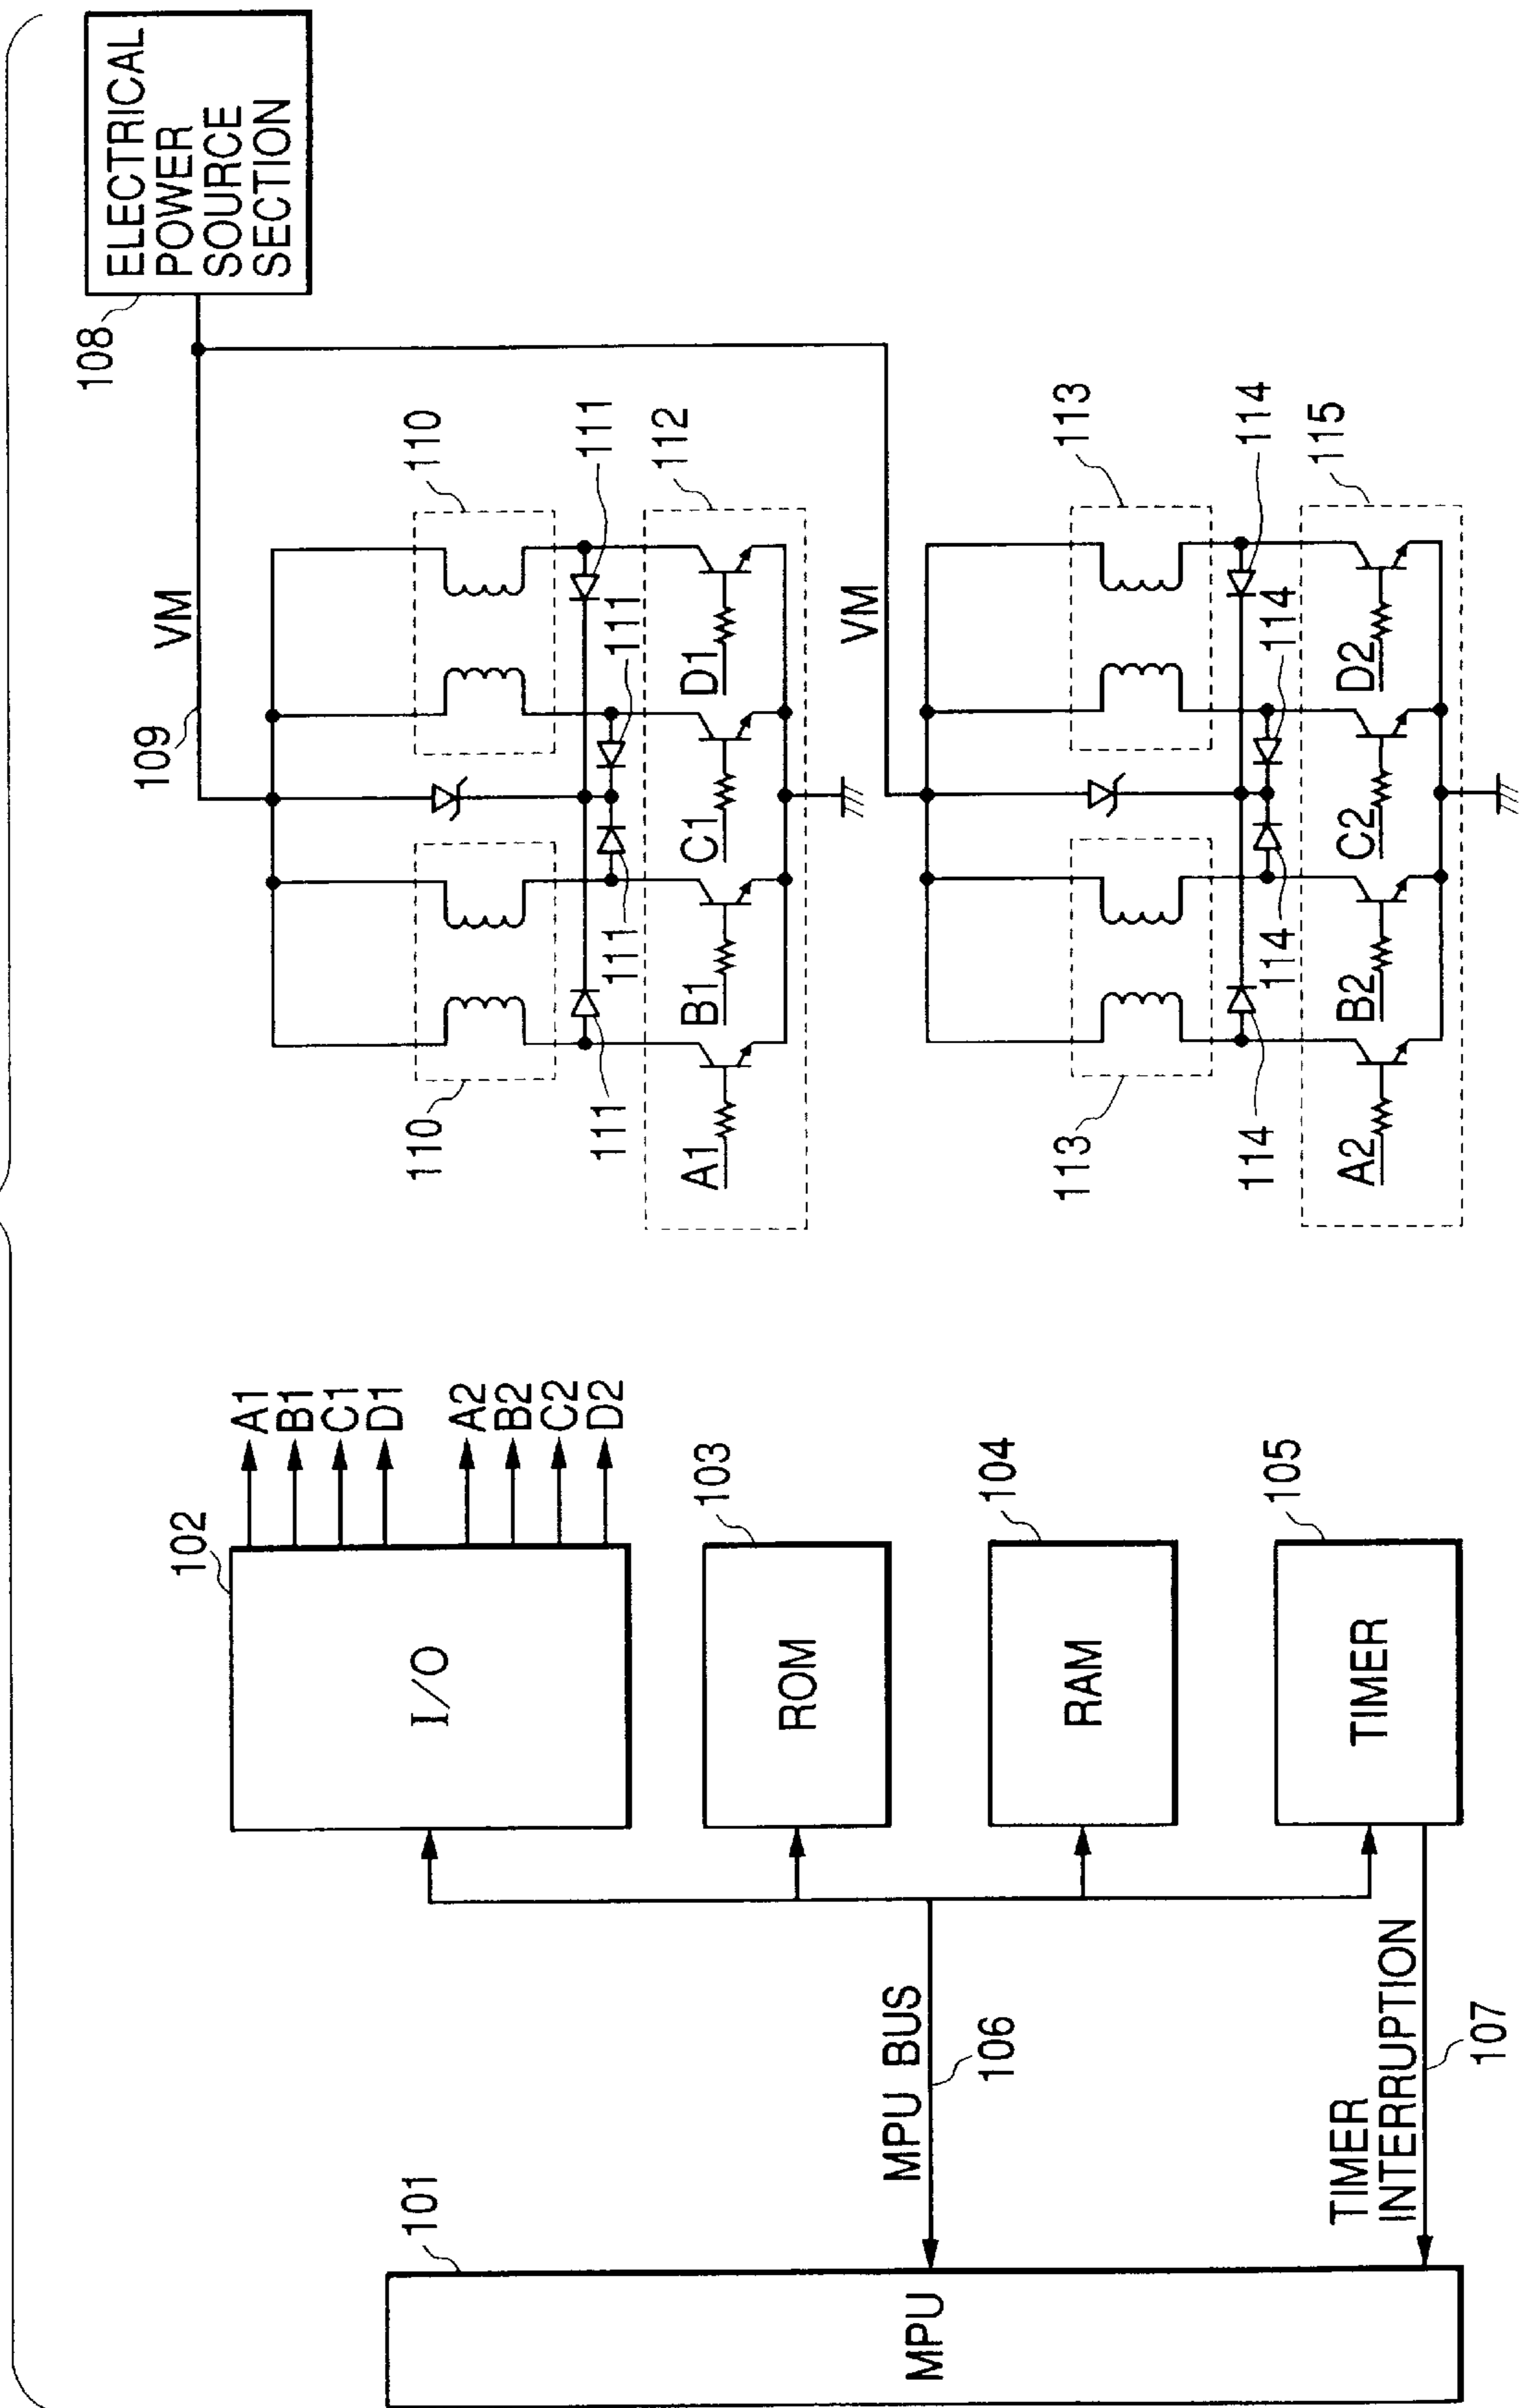 ELECTRICAL
POWER
SOURCE
SECTION
108
VM
109
110
110
111
111
111
111
112
A1
B1
C1
D1
VM
113
113
114
114
114
114
115
A2
B2
C2
D2
102
I/O
A1
B1
C1
D1
A2
B2
C2
D2
103
ROM
104
RAM
105
TIMER
MPU BUS
106
TIMER
INTERRUPTION
107
101
MPU